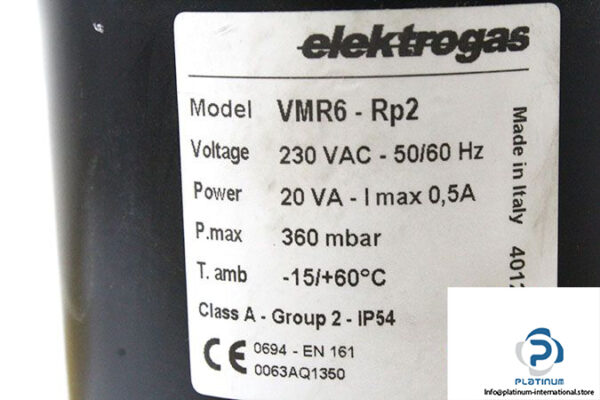 elektrogas
Model VMR6 - Rp2
Voltage 230 VAC - 50/60 Hz
Power 20 VA - I max 0,5A
P.max 360 mbar
T. amb -15/+60°C
Class A - Group 2 - IP54
CE 0694 - EN 161
0063AQ1350
Made in Italy 4012
PLATINUM
Info@platinum-international.store